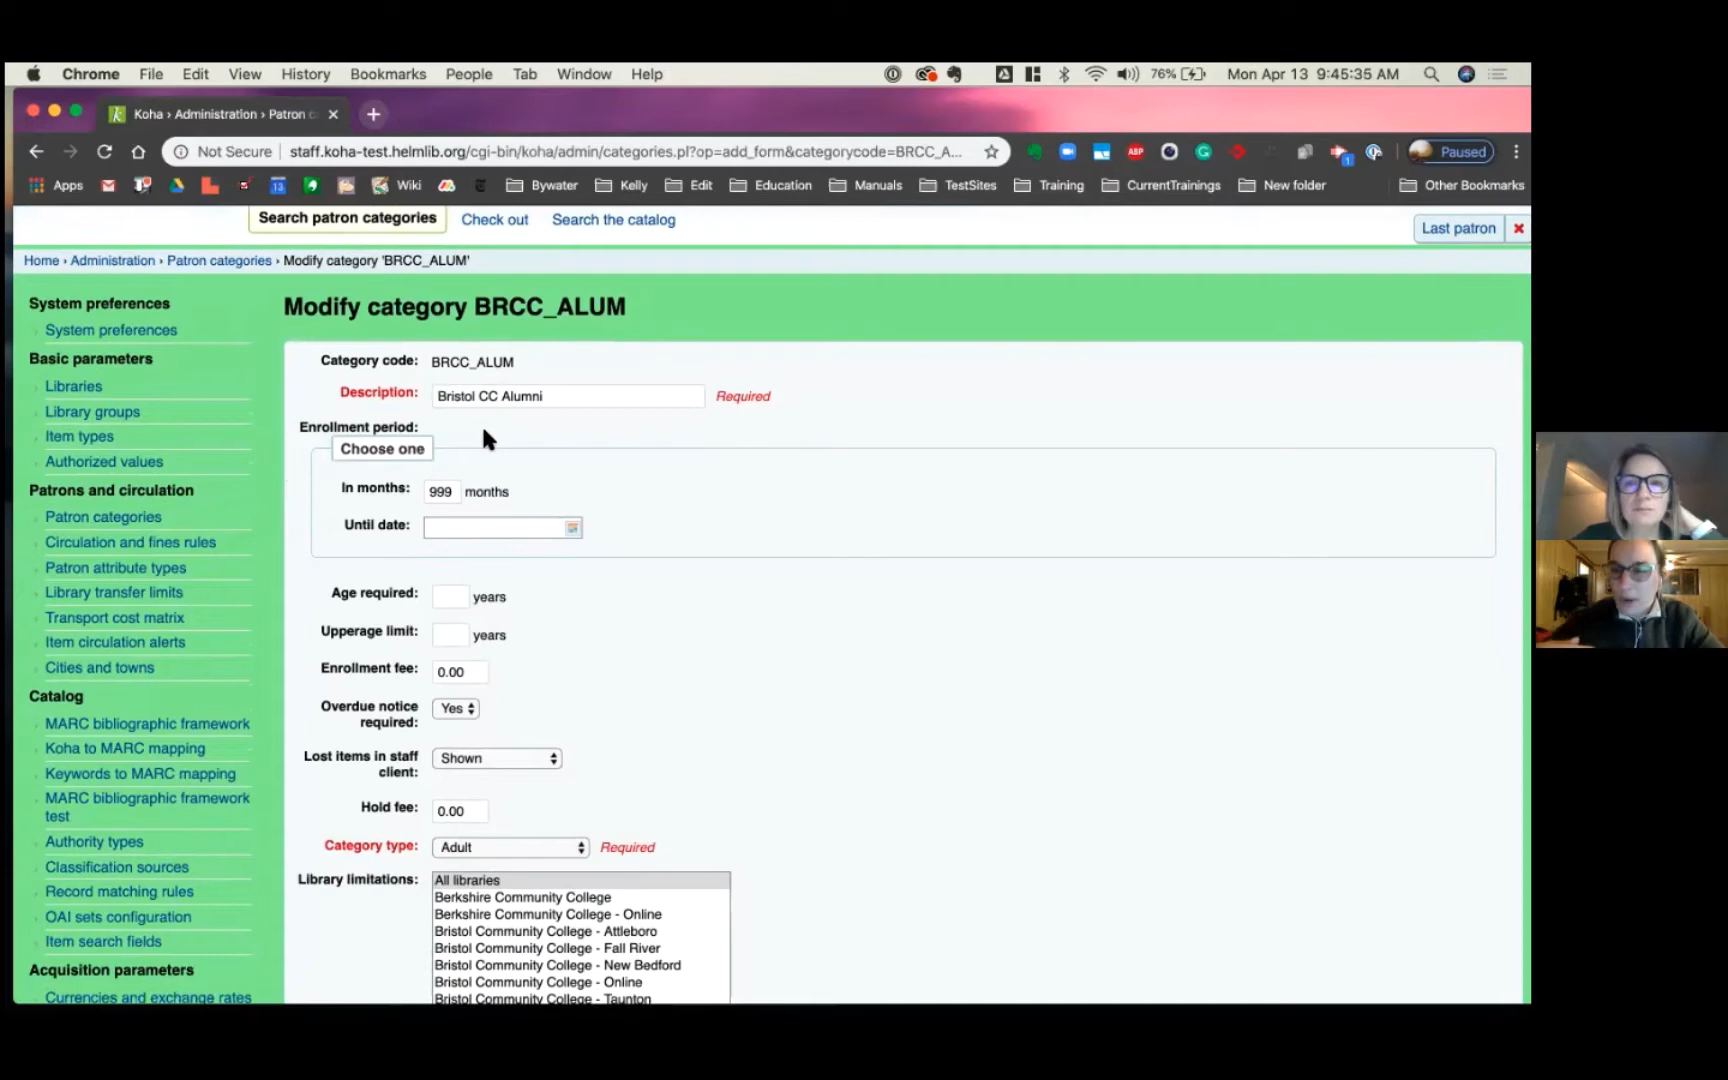 Chrome File Edit View History Bookmarks People Tab Window Help 76% Mon Apr 13 9:45:35 AM
Koha › Administration › Patron
Not Secure staff.koha-test.helmlib.org/cgi-bin/koha/admin/categories.pl?op=add_form&categorycode=BRCC_A... ABP 1 Paused
Apps 13 Wiki Bywater Kelly Edit Education Manuals TestSites Training CurrentTrainings New folder Other Bookmarks
Search patron categories Check out Search the catalog Last patron
Home › Administration › Patron categories › Modify category 'BRCC_ALUM'
System preferences
System preferences
Basic parameters
Libraries
Library groups
Item types
Authorized values
Patrons and circulation
Patron categories
Circulation and fines rules
Patron attribute types
Library transfer limits
Transport cost matrix
Item circulation alerts
Cities and towns
Catalog
MARC bibliographic framework
Koha to MARC mapping
Keywords to MARC mapping
MARC bibliographic framework
test
Authority types
Classification sources
Record matching rules
OAI sets configuration
Item search fields
Acquisition parameters
Currencies and exchange rates
Modify category BRCC_ALUM
Category code: BRCC_ALUM
Description: Bristol CC Alumni Required
Enrollment period:
Choose one
In months: 999 months
Until date:
Age required: years
Upperage limit: years
Enrollment fee: 0.00
Overdue notice
required: Yes
Lost items in staff
client: Shown
Hold fee: 0.00
Category type: Adult Required
Library limitations: All libraries
Berkshire Community College
Berkshire Community College - Online
Bristol Community College - Attleboro
Bristol Community College - Fall River
Bristol Community College - New Bedford
Bristol Community College - Online
Bristol Community College - Taunton